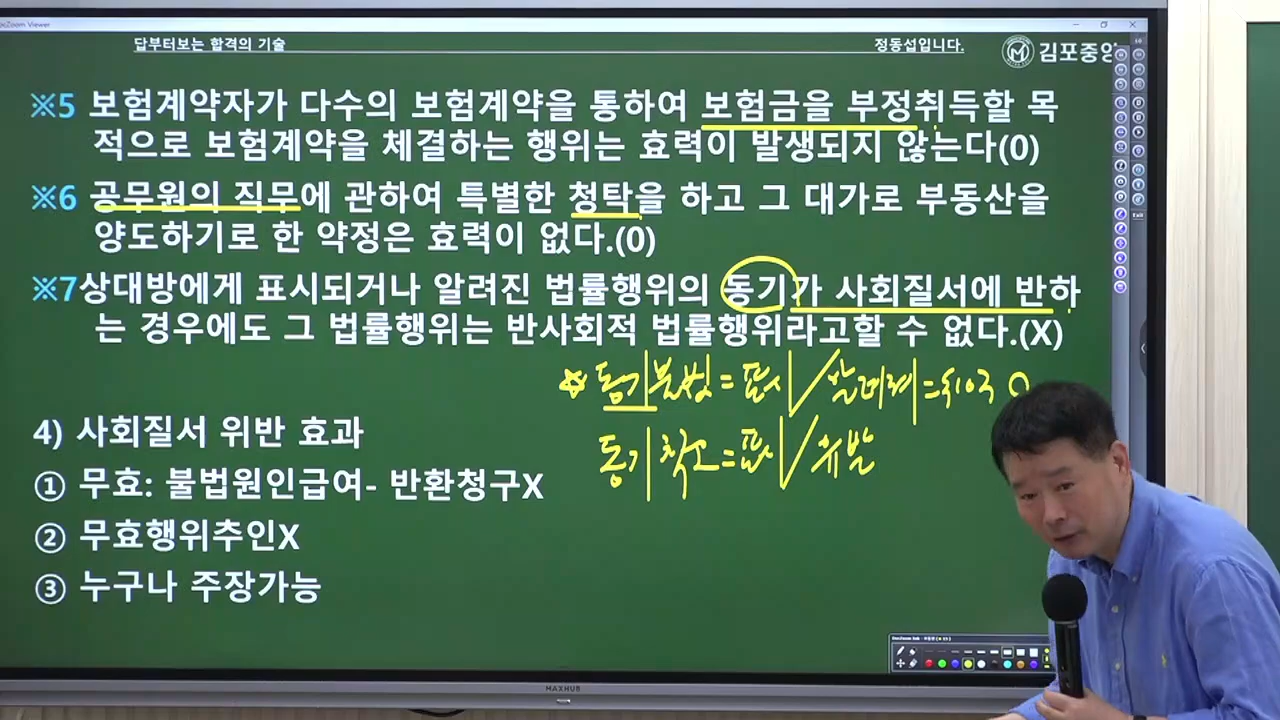 답부터보는 합격의 기술
정동섭입니다.
김포중앙
※5 보험계약자가 다수의 보험계약을 통하여 보험금을 부정취득할 목
적으로 보험계약을 체결하는 행위는 효력이 발생되지 않는다(0)
※6 공무원의 직무에 관하여 특별한 청탁을 하고 그 대가로 부동산을
양도하기로 한 약정은 효력이 없다.(0)
※7상대방에게 표시되거나 알려진 법률행위의 동기가 사회질서에 반하
는 경우에도 그 법률행위는 반사회적 법률행위라고할 수 없다.(X)
동기불법=표시/
동기착오=표시/유발
4) 사회질서 위반 효과
① 무효: 불법원인급여- 반환청구X
② 무효행위추인X
③ 누구나 주장가능
MAXHUB